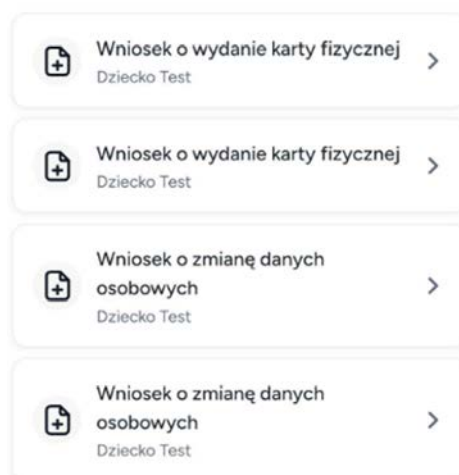 Wniosek o wydanie karty fizycznej
Dziecko Test
Wniosek o wydanie karty fizycznej
Dziecko Test
Wniosek o zmianę danych
osobowych
Dziecko Test
Wniosek o zmianę danych
osobowych
Dziecko Test